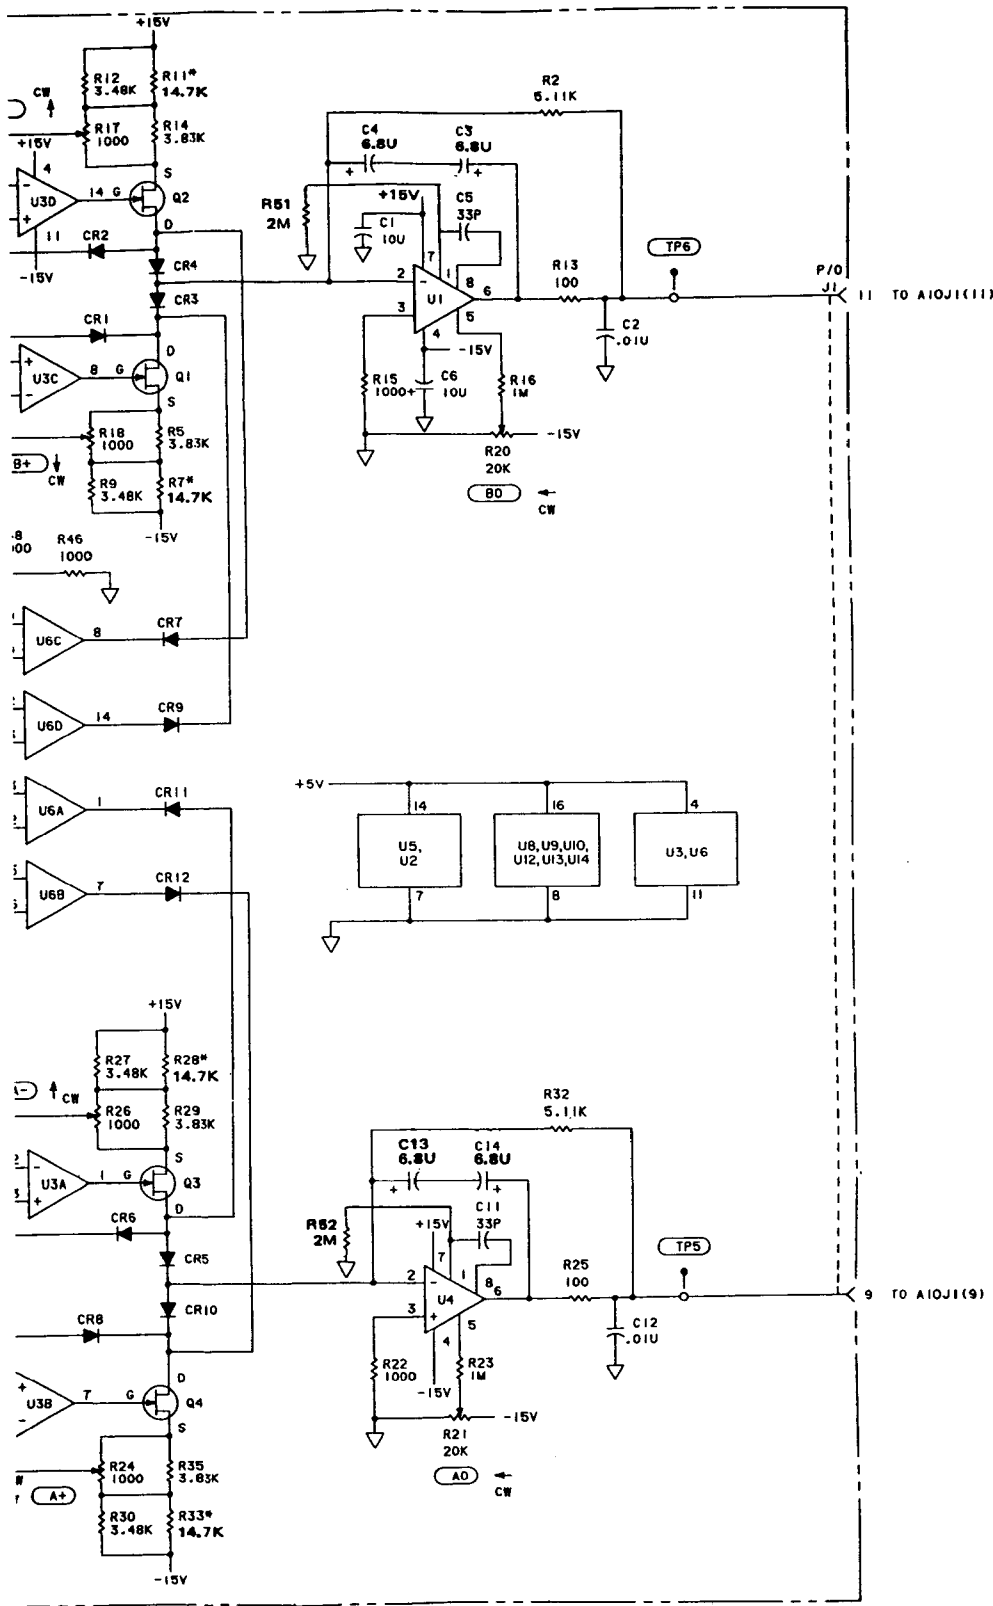 +15V
R12
3.48K
R11*
14.7K
CW
R17
1000
R14
3.83K
+15V
4
S
U3D
14
G
Q2
11
D
CR2
-15V
CR4
CR3
CR1
D
U3C
8
G
Q1
S
R18
1000
R5
3.83K
B+
CW
R9
3.48K
R7*
14.7K
-15V
R46
1000
R2
5.11K
C4
6.8U
C3
6.8U
+
+
R51
2M
+15V
C1
10U
C5
33P
7
1
8
2
-
U1
6
3
5
4
-15V
R15
1000
+
C6
10U
R16
1M
-15V
R20
20K
B0
CW
R13
100
C2
.01U
TP6
P/O
J1
11 TO A10J1(11)
U6C
8
CR7
U6D
14
CR9
U6A
1
CR11
U6B
7
CR12
+5V
14
U5,
U2
7
16
U8,U9,U10,
U12,U13,U14
8
4
U3,U6
11
+15V
R27
3.48K
R28*
14.7K
A-
CW
R26
1000
R29
3.83K
S
U3A
1
G
Q3
D
CR6
CR5
CR10
CR8
D
U3B
7
G
Q4
S
R24
1000
R35
3.83K
A+
R30
3.48K
R33*
14.7K
-15V
R32
5.11K
C13
6.8U
C14
6.8U
+
+
R52
2M
+15V
C11
33P
7
1
8
2
-
U4
6
3
+
5
4
R22
1000
-15V
R23
1M
-15V
R21
20K
A0
CW
R25
100
C12
.01U
TP5
9 TO A10J1(9)